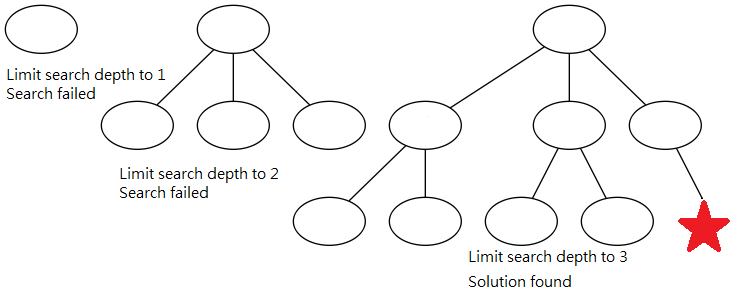 Limit search depth to 1
Search failed
Limit search depth to 2
Search failed
Limit search depth to 3
Solution found